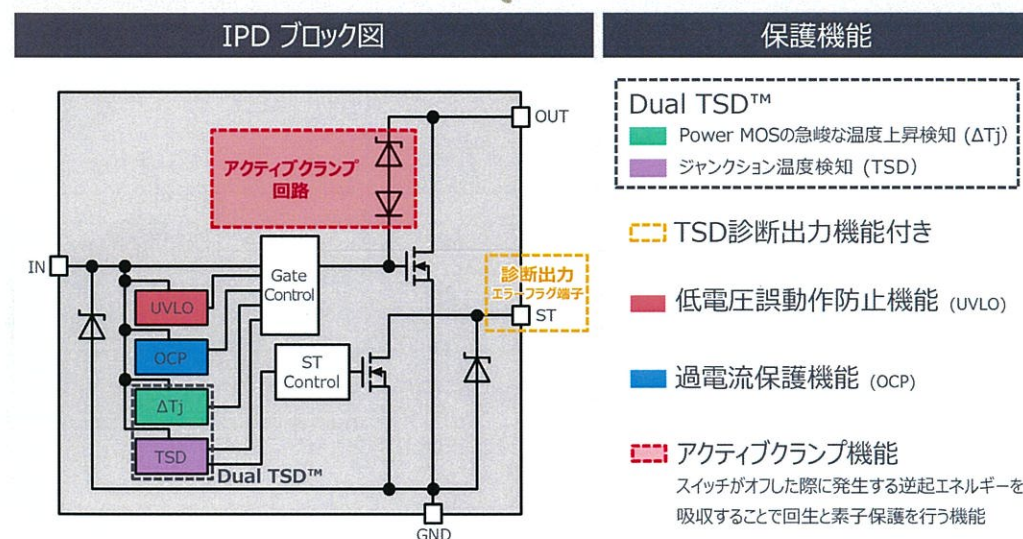 IPD ブロック図
保護機能
アクティブクランプ
回路
OUT
IN
Gate
Control
UVLO
OCP
ΔTj
TSD
Dual TSD™
ST
Control
診断出力
エラーフラグ端子
ST
GND
Dual TSD™
Power MOSの急峻な温度上昇検知 (ΔTj)
ジャンクション温度検知 (TSD)
TSD診断出力機能付き
低電圧誤動作防止機能 (UVLO)
過電流保護機能 (OCP)
アクティブクランプ機能
スイッチがオフした際に発生する逆起エネルギーを
吸収することで回生と素子保護を行う機能